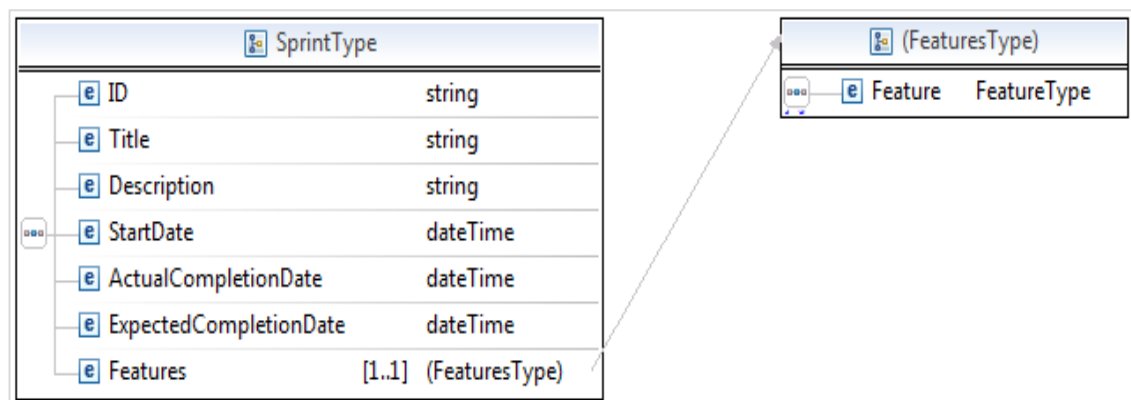 SprintType
e ID string
e Title string
e Description string
e StartDate dateTime
e ActualCompletionDate dateTime
e ExpectedCompletionDate dateTime
e Features [1..1] (FeaturesType)
(FeaturesType)
e Feature FeatureType